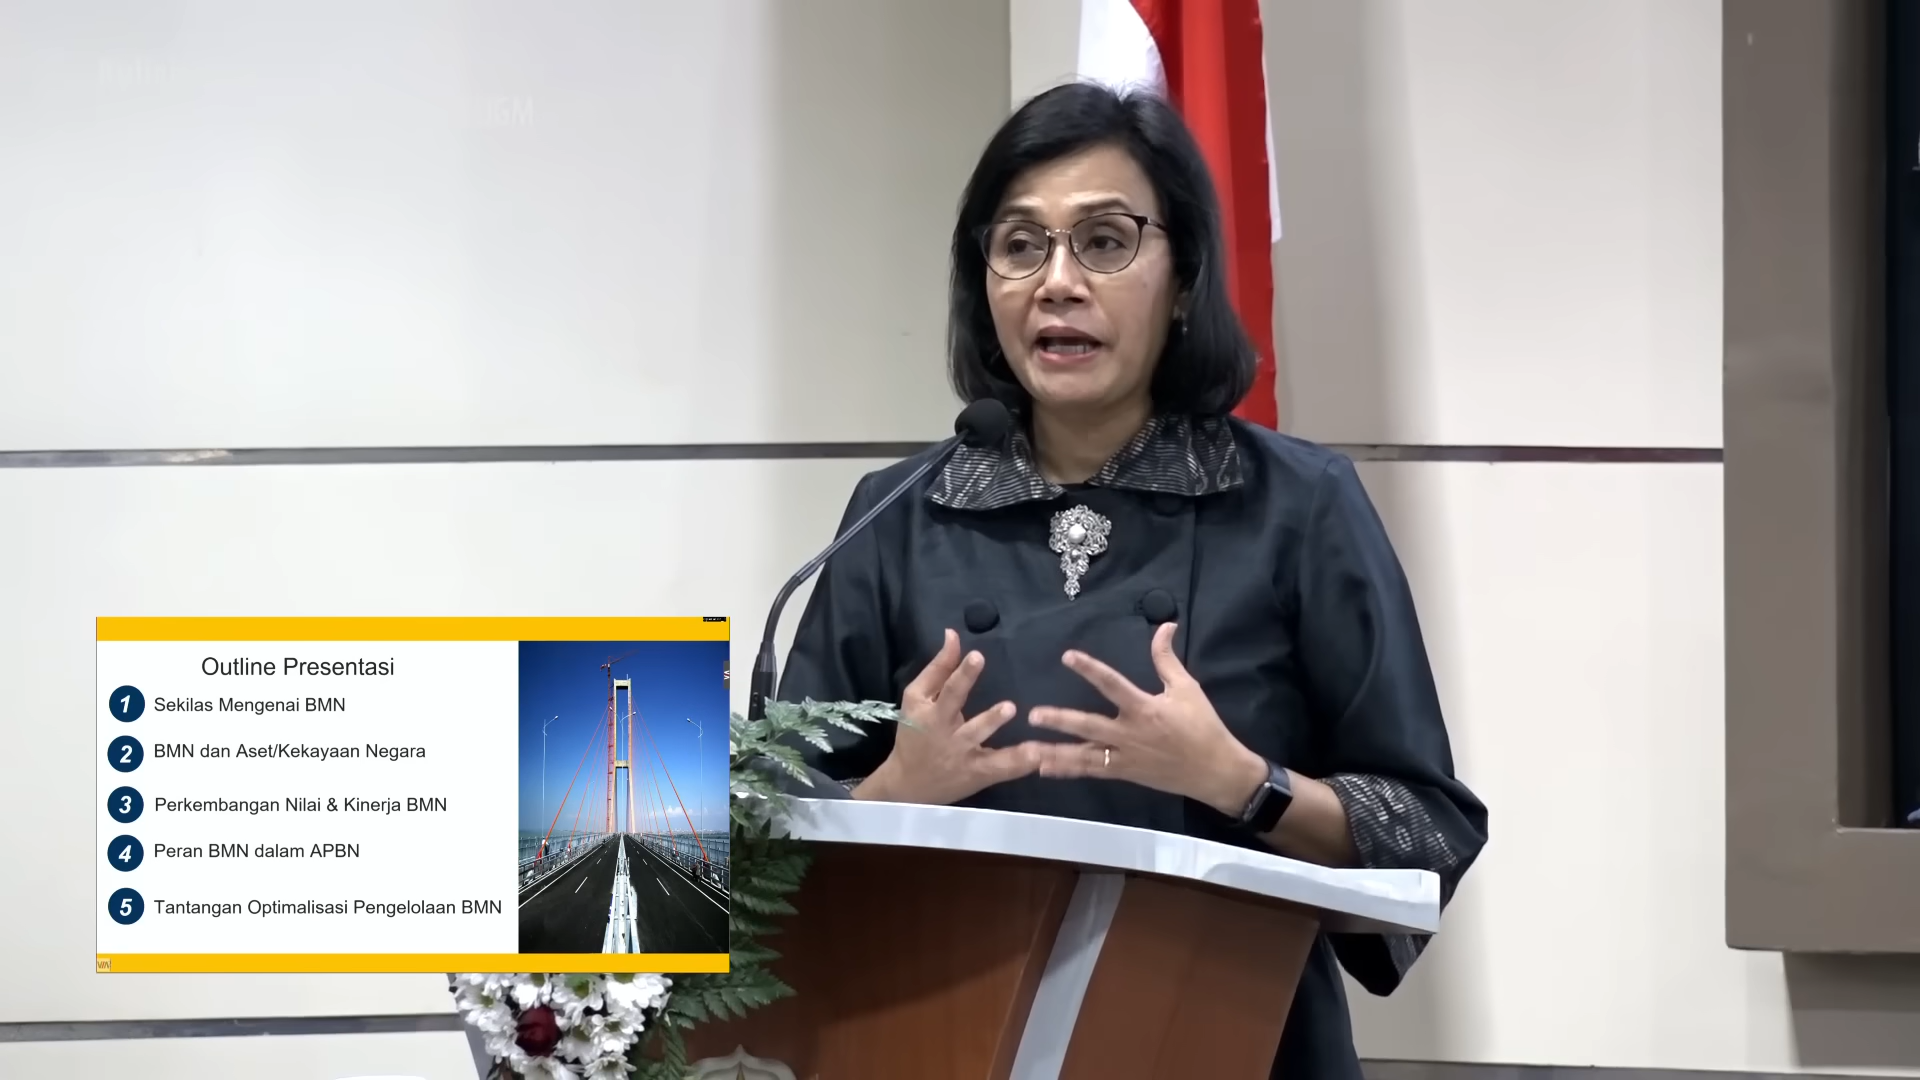 Outline Presentasi
1 Sekilas Mengenai BMN
2 BMN dan Aset/Kekayaan Negara
3 Perkembangan Nilai & Kinerja BMN
4 Peran BMN dalam APBN
5 Tantangan Optimalisasi Pengelolaan BMN